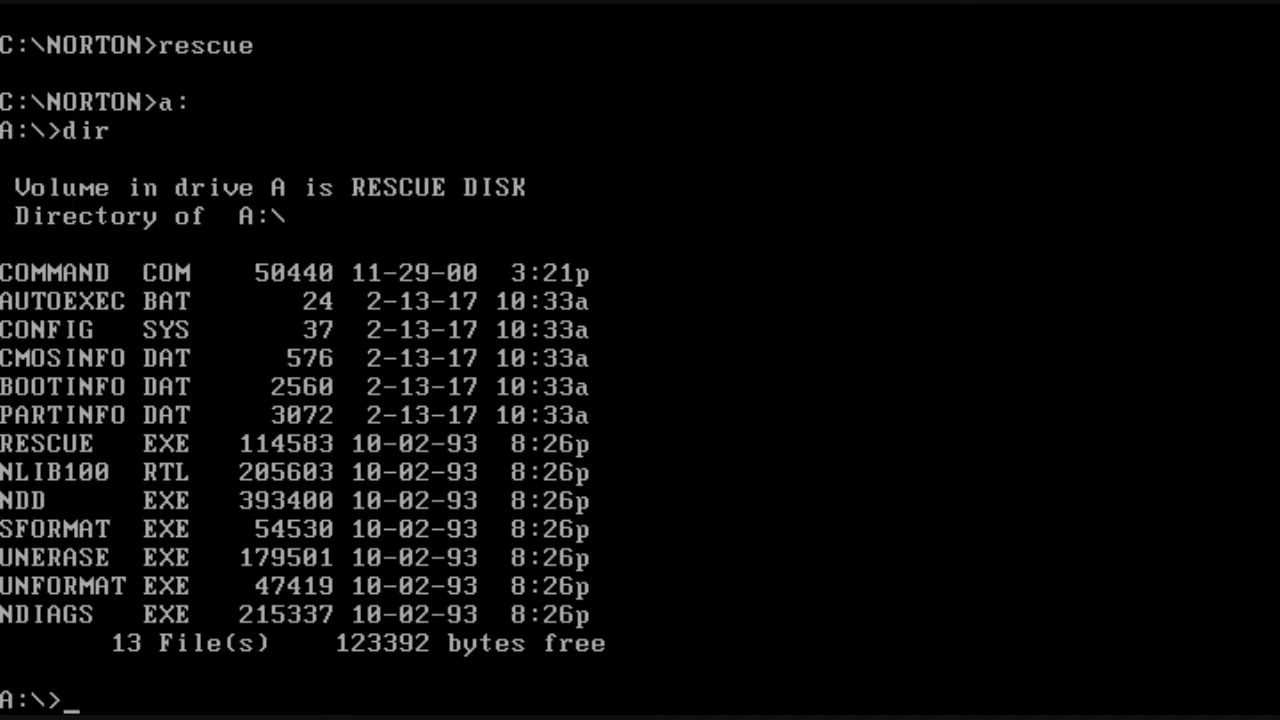 C:\NORTON>rescue
C:\NORTON>a:
A:\>dir
Volume in drive A is RESCUE DISK
Directory of  A:\
COMMAND  COM    50440 11-29-00  3:21p
AUTOEXEC BAT       24  2-13-17 10:33a
CONFIG   SYS       37  2-13-17 10:33a
CMOSINFO DAT      576  2-13-17 10:33a
BOOTINFO DAT     2560  2-13-17 10:33a
PARTINFO DAT     3072  2-13-17 10:33a
RESCUE   EXE   114583 10-02-93  8:26p
NLIB100  RTL   205603 10-02-93  8:26p
NDD      EXE   393400 10-02-93  8:26p
SFORMAT  EXE    54530 10-02-93  8:26p
UNERASE  EXE   179501 10-02-93  8:26p
UNFORMAT EXE    47419 10-02-93  8:26p
NDIAGS   EXE   215337 10-02-93  8:26p
13 File(s)    123392 bytes free
A:\>_